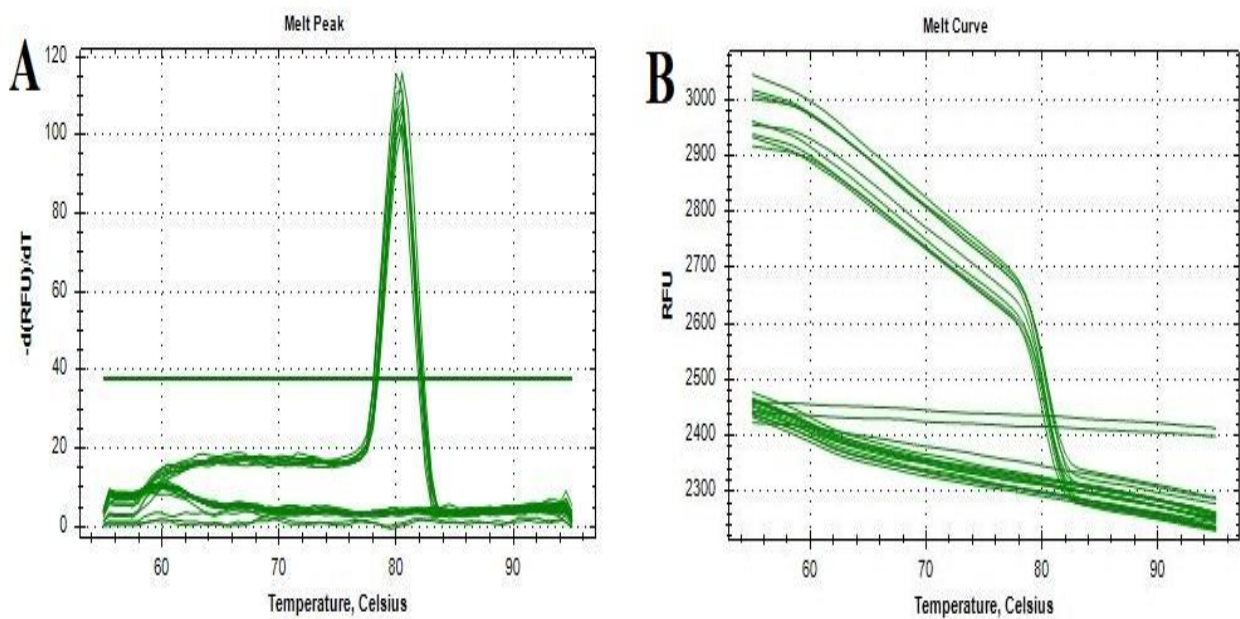 A
Melt Peak
120
100
80
60
40
20
0
-d(RFU)/dT
60 70 80 90
Temperature, Celsius
B
Melt Curve
3000
2900
2800
2700
2600
2500
2400
2300
RFU
60 70 80 90
Temperature, Celsius